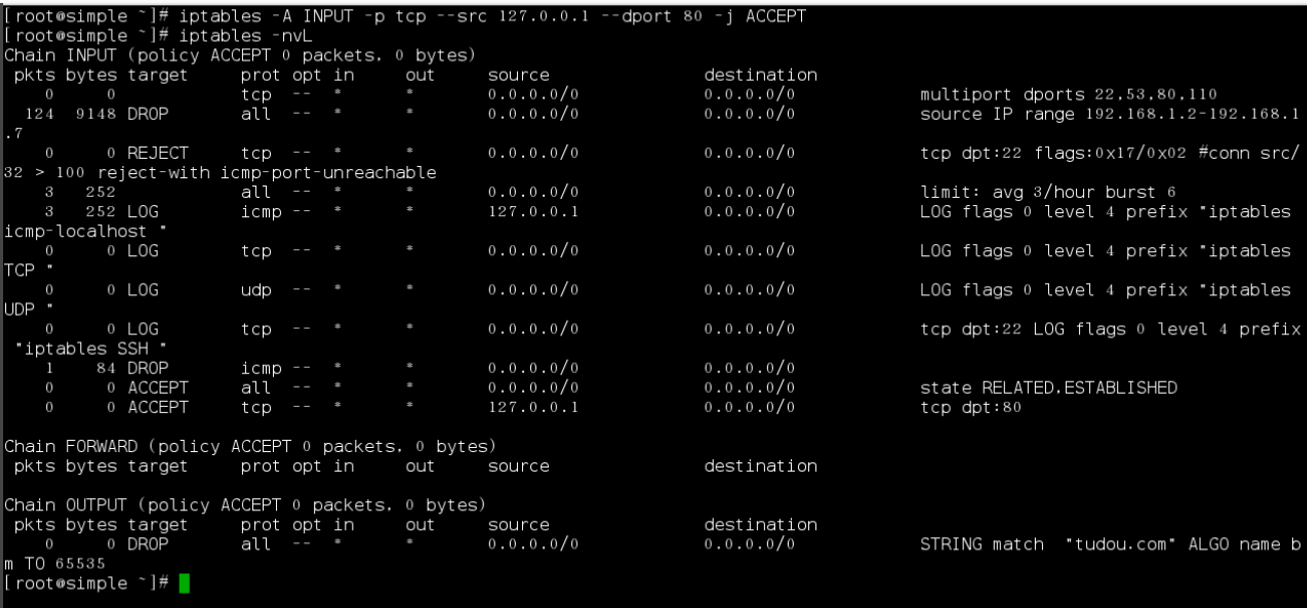 [root@simple ~]# iptables -A INPUT -p tcp --src 127.0.0.1 --dport 80 -j ACCEPT
[root@simple ~]# iptables -nvL
Chain INPUT (policy ACCEPT 0 packets, 0 bytes)
 pkts bytes target     prot opt in     out     source               destination
    0     0            tcp  --  *      *       0.0.0.0/0            0.0.0.0/0            multiport dports 22,53,80,110
  124  9148 DROP       all  --  *      *       0.0.0.0/0            0.0.0.0/0            source IP range 192.168.1.2-192.168.1
.7
    0     0 REJECT     tcp  --  *      *       0.0.0.0/0            0.0.0.0/0            tcp dpt:22 flags:0x17/0x02 #conn src/
32 > 100 reject-with icmp-port-unreachable
    3   252            all  --  *      *       0.0.0.0/0            0.0.0.0/0            limit: avg 3/hour burst 6
    3   252 LOG        icmp --  *      *       127.0.0.1            0.0.0.0/0            LOG flags 0 level 4 prefix "iptables
icmp-localhost "
    0     0 LOG        tcp  --  *      *       0.0.0.0/0            0.0.0.0/0            LOG flags 0 level 4 prefix "iptables
TCP "
    0     0 LOG        udp  --  *      *       0.0.0.0/0            0.0.0.0/0            LOG flags 0 level 4 prefix "iptables
UDP "
    0     0 LOG        tcp  --  *      *       0.0.0.0/0            0.0.0.0/0            tcp dpt:22 LOG flags 0 level 4 prefix
 "iptables SSH "
    1    84 DROP       icmp --  *      *       0.0.0.0/0            0.0.0.0/0
    0     0 ACCEPT     all  --  *      *       0.0.0.0/0            0.0.0.0/0            state RELATED,ESTABLISHED
    0     0 ACCEPT     tcp  --  *      *       127.0.0.1            0.0.0.0/0            tcp dpt:80

Chain FORWARD (policy ACCEPT 0 packets, 0 bytes)
 pkts bytes target     prot opt in     out     source               destination

Chain OUTPUT (policy ACCEPT 0 packets, 0 bytes)
 pkts bytes target     prot opt in     out     source               destination
    0     0 DROP       all  --  *      *       0.0.0.0/0            0.0.0.0/0            STRING match  "tudou.com" ALGO name b
m TO 65535
[root@simple ~]#